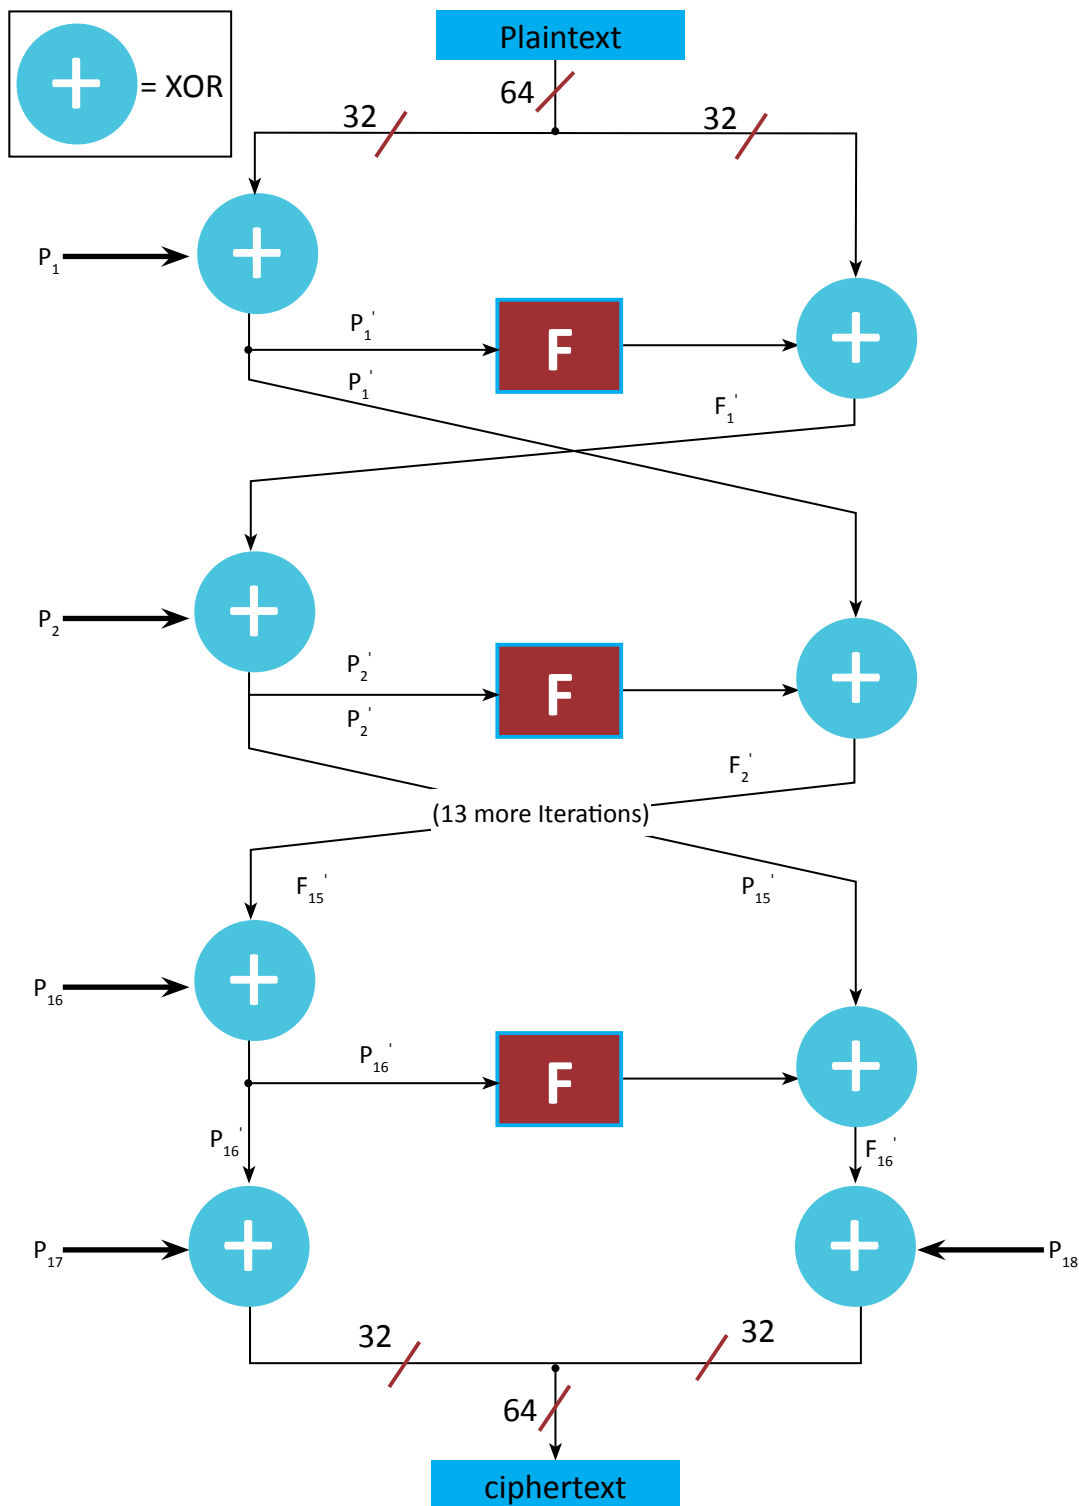 Plaintext
+ = XOR
64
32 32
+
P₁
P₁' F +
P₁'
F₁'
+
P₂
P₂' F +
P₂'
F₂'
(13 more Iterations)
F₁₅' P₁₅'
+
P₁₆
P₁₆' F +
P₁₆' F₁₆'
P₁₇ + + P₁₈
32 32
64
ciphertext